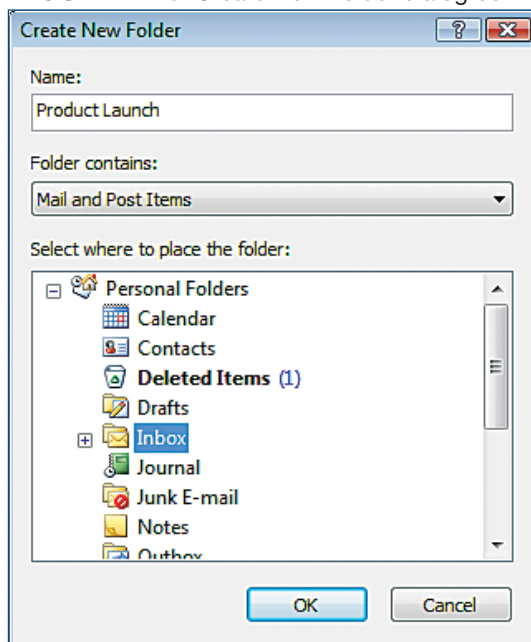 Create New Folder
Name:
Product Launch
Folder contains:
Mail and Post Items
Select where to place the folder:
Personal Folders
Calendar
Contacts
Deleted Items (1)
Drafts
Inbox
Journal
Junk E-mail
Notes
Outbox
OK Cancel